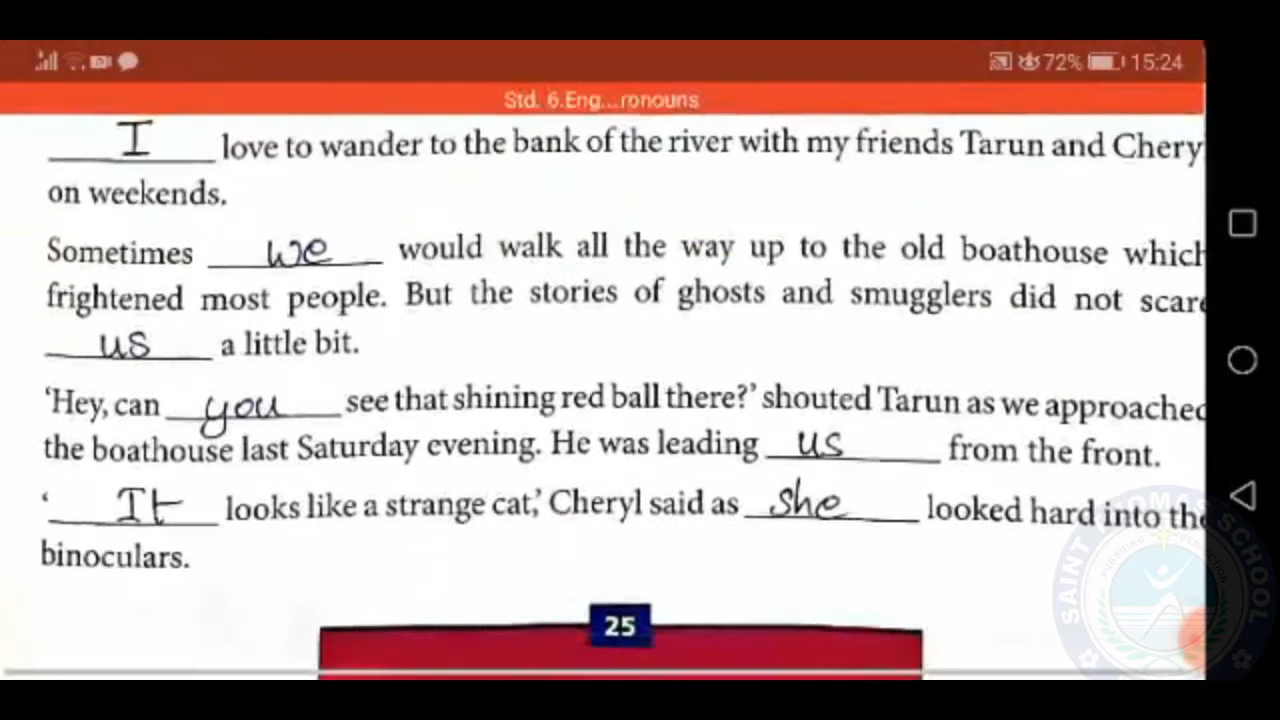 72% 15:24
Std. 6.Eng...ronouns
I love to wander to the bank of the river with my friends Tarun and Chery
on weekends.
Sometimes we would walk all the way up to the old boathouse which
frightened most people. But the stories of ghosts and smugglers did not scare
us a little bit.
‘Hey, can you see that shining red ball there?’ shouted Tarun as we approached
the boathouse last Saturday evening. He was leading us from the front.
‘ It looks like a strange cat,’ Cheryl said as she looked hard into the
binoculars.
25
SAINT THOMAS SCHOOL